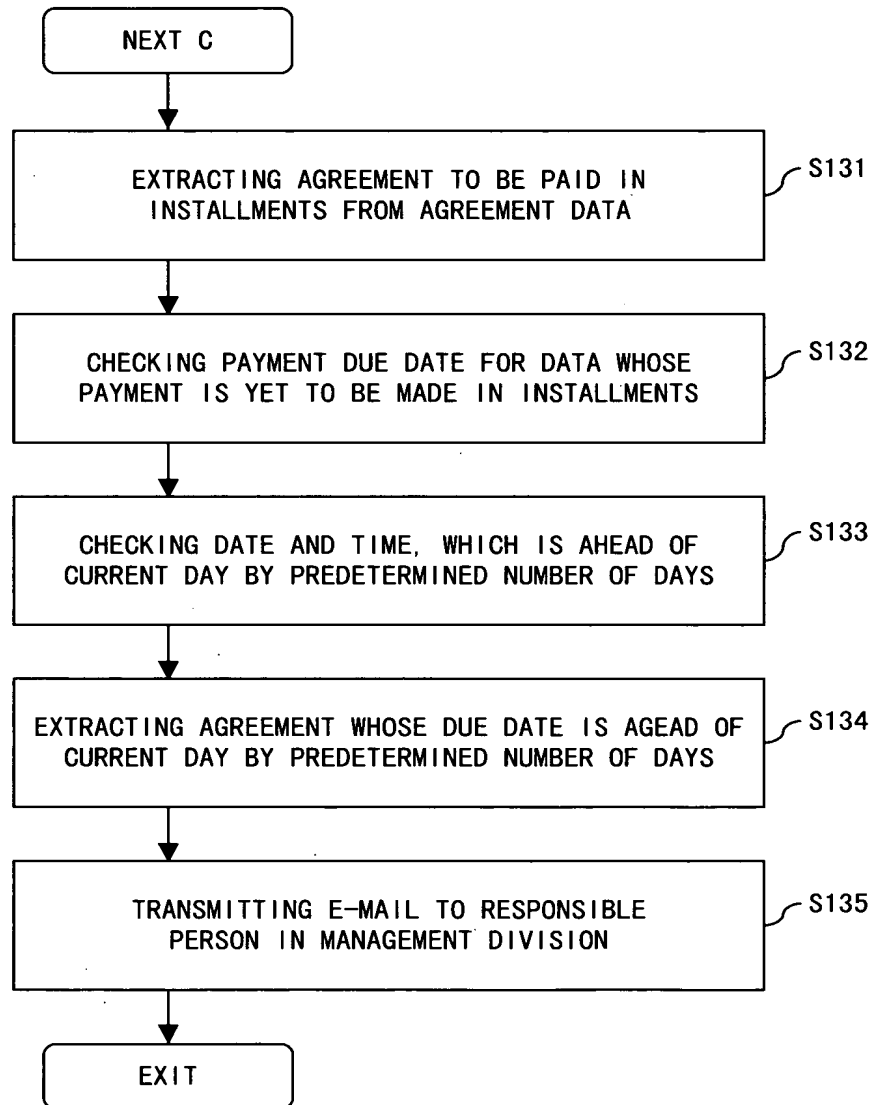 NEXT C
EXTRACTING AGREEMENT TO BE PAID IN
INSTALLMENTS FROM AGREEMENT DATA
S131
CHECKING PAYMENT DUE DATE FOR DATA WHOSE
PAYMENT IS YET TO BE MADE IN INSTALLMENTS
S132
CHECKING DATE AND TIME, WHICH IS AHEAD OF
CURRENT DAY BY PREDETERMINED NUMBER OF DAYS
S133
EXTRACTING AGREEMENT WHOSE DUE DATE IS AGEAD OF
CURRENT DAY BY PREDETERMINED NUMBER OF DAYS
S134
TRANSMITTING E-MAIL TO RESPONSIBLE
PERSON IN MANAGEMENT DIVISION
S135
EXIT